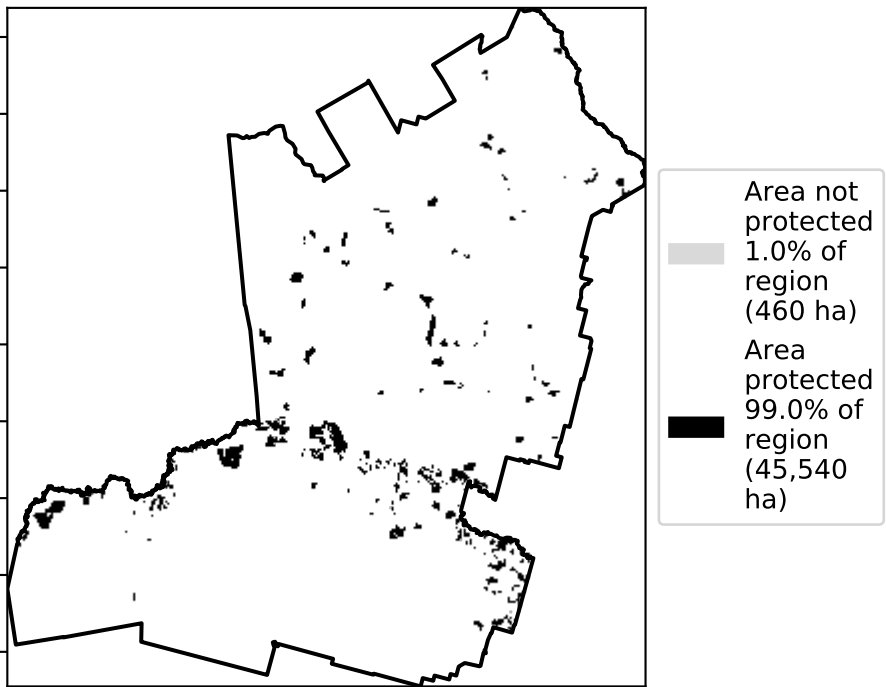 Area not
protected
1.0% of
region
(460 ha)
Area
protected
99.0% of
region
(45,540
ha)